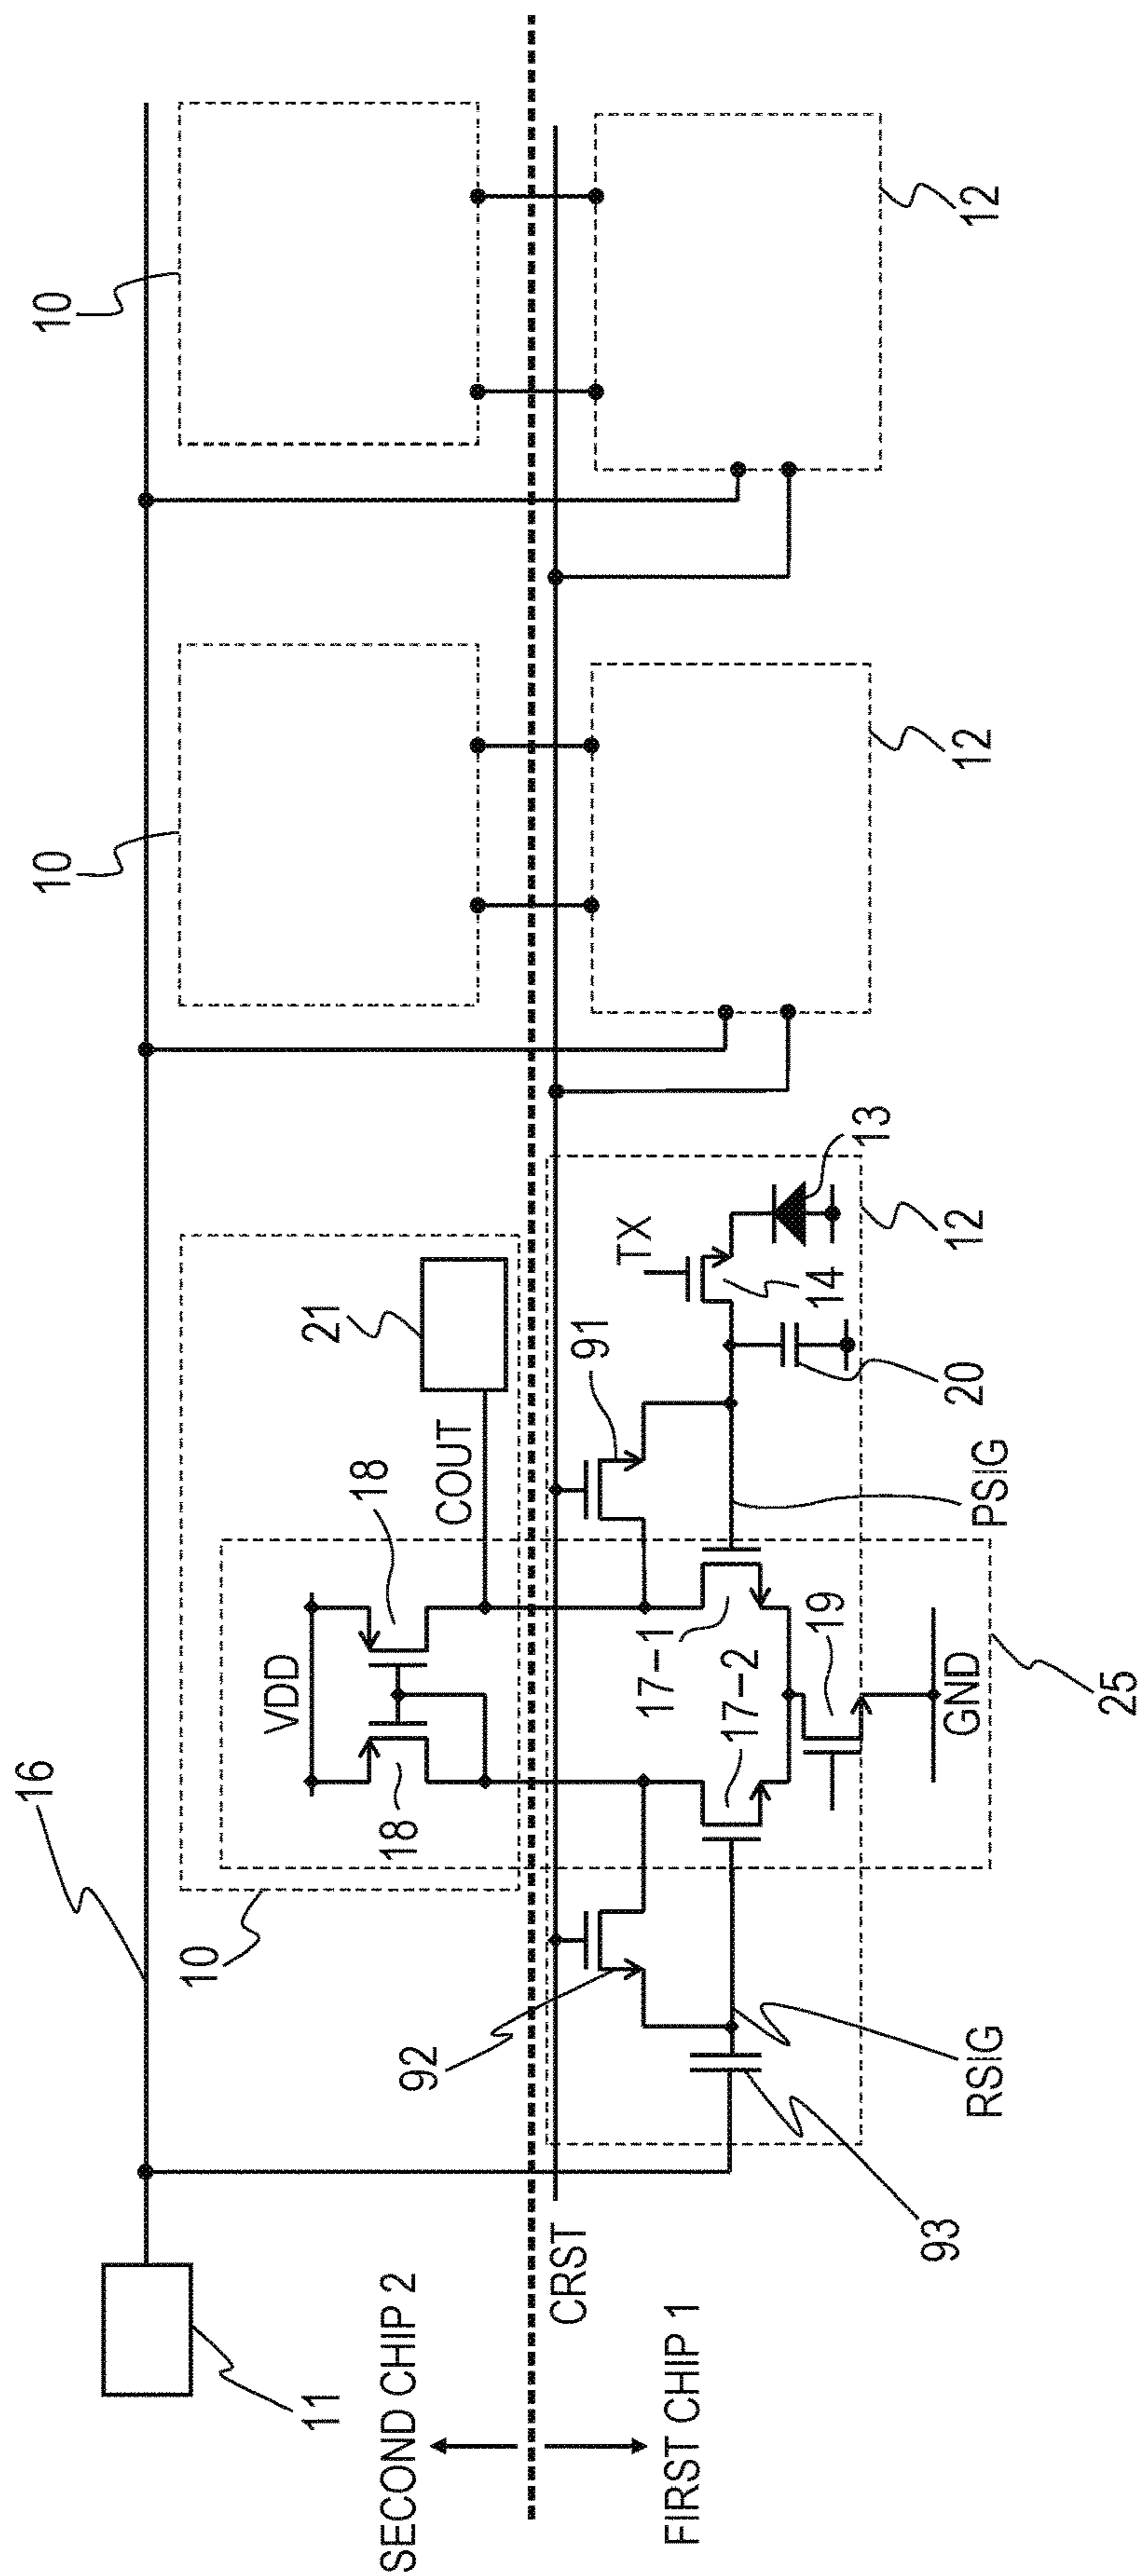 16
10
10
11
SECOND CHIP 2
FIRST CHIP 1
10
VDD
18
18
COUT
21
CRST
92
91
TX
17-1
17-2
14
13
19
12
12
12
93
RSIG
GND
25
PSIG
20